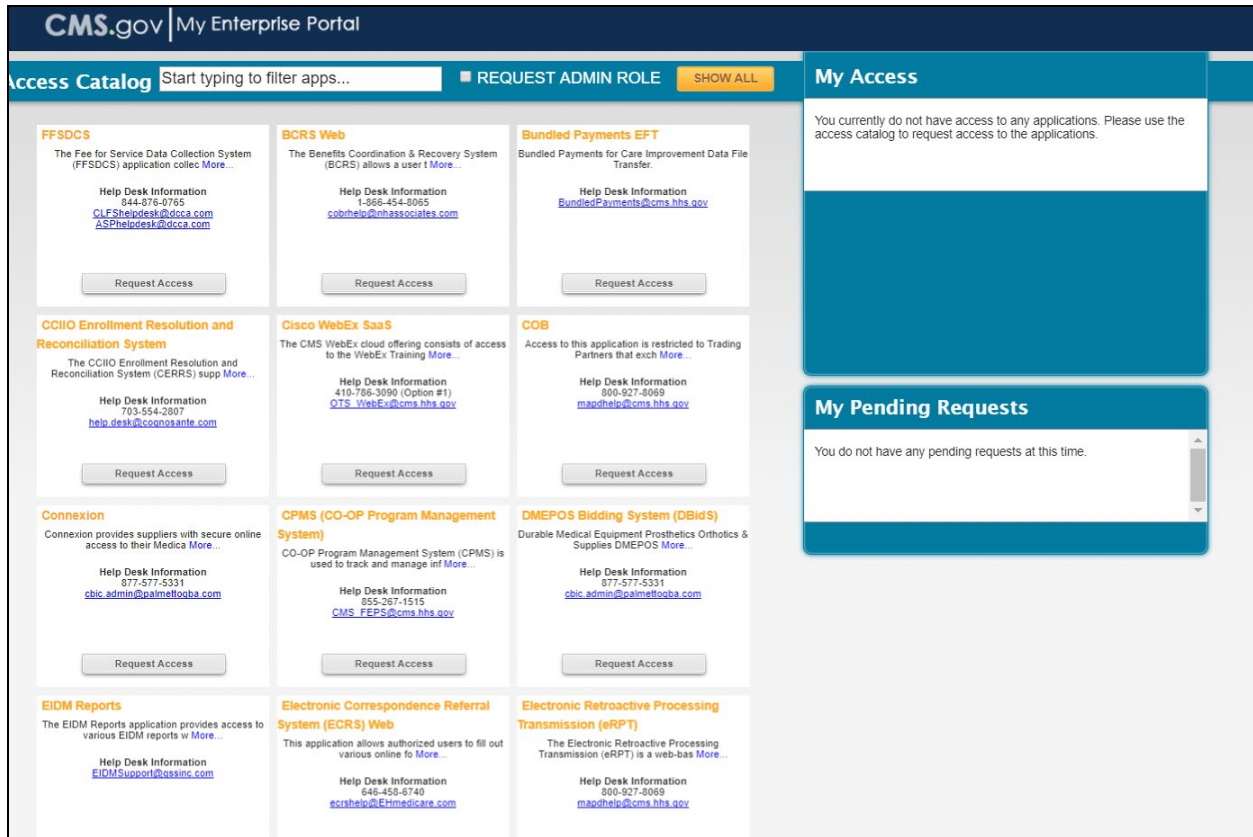 CMS.gov My Enterprise Portal
Access Catalog Start typing to filter apps... REQUEST ADMIN ROLE SHOW ALL
FFSDCS
The Fee for Service Data Collection System
(FFSDCS) application collec More...
Help Desk Information
844-876-0765
CLFShelpdesk@dcca.com
ASPhelpdesk@dcca.com
Request Access
BCRS Web
The Benefits Coordination & Recovery System
(BCRS) allows a user t More...
Help Desk Information
1-866-454-8065
cobrhelp@nhassociates.com
Request Access
Bundled Payments EFT
Bundled Payments for Care Improvement Data File
Transfer.
Help Desk Information
BundledPayments@cms.hhs.gov
Request Access
CCIIO Enrollment Resolution and
Reconciliation System
The CCIIO Enrollment Resolution and
Reconciliation System (CERRS) supp More...
Help Desk Information
703-554-2807
help.desk@cognosante.com
Request Access
Cisco WebEx SaaS
The CMS WebEx cloud offering consists of access
to the WebEx Training More...
Help Desk Information
410-786-3090 (Option #1)
OTS_WebEx@cms.hhs.gov
Request Access
COB
Access to this application is restricted to Trading
Partners that exch More...
Help Desk Information
800-927-8069
mapdhelp@cms.hhs.gov
Request Access
Connexion
Connexion provides suppliers with secure online
access to their Medica More...
Help Desk Information
877-577-5331
cbic.admin@palmettogba.com
Request Access
CPMS (CO-OP Program Management
System)
CO-OP Program Management System (CPMS) is
used to track and manage inf More...
Help Desk Information
855-267-1515
CMS_FEPS@cms.hhs.gov
Request Access
DMEPOS Bidding System (DBidS)
Durable Medical Equipment Prosthetics Orthotics &
Supplies DMEPOS More...
Help Desk Information
877-577-5331
cbic.admin@palmettogba.com
Request Access
EIDM Reports
The EIDM Reports application provides access to
various EIDM reports w More...
Help Desk Information
EIDMSupport@qssinc.com
Electronic Correspondence Referral
System (ECRS) Web
This application allows authorized users to fill out
various online fo More...
Help Desk Information
646-458-6740
ecrshelp@EHmedicare.com
Electronic Retroactive Processing
Transmission (eRPT)
The Electronic Retroactive Processing
Transmission (eRPT) is a web-bas More...
Help Desk Information
800-927-8069
mapdhelp@cms.hhs.gov
My Access
You currently do not have access to any applications. Please use the
access catalog to request access to the applications.
My Pending Requests
You do not have any pending requests at this time.